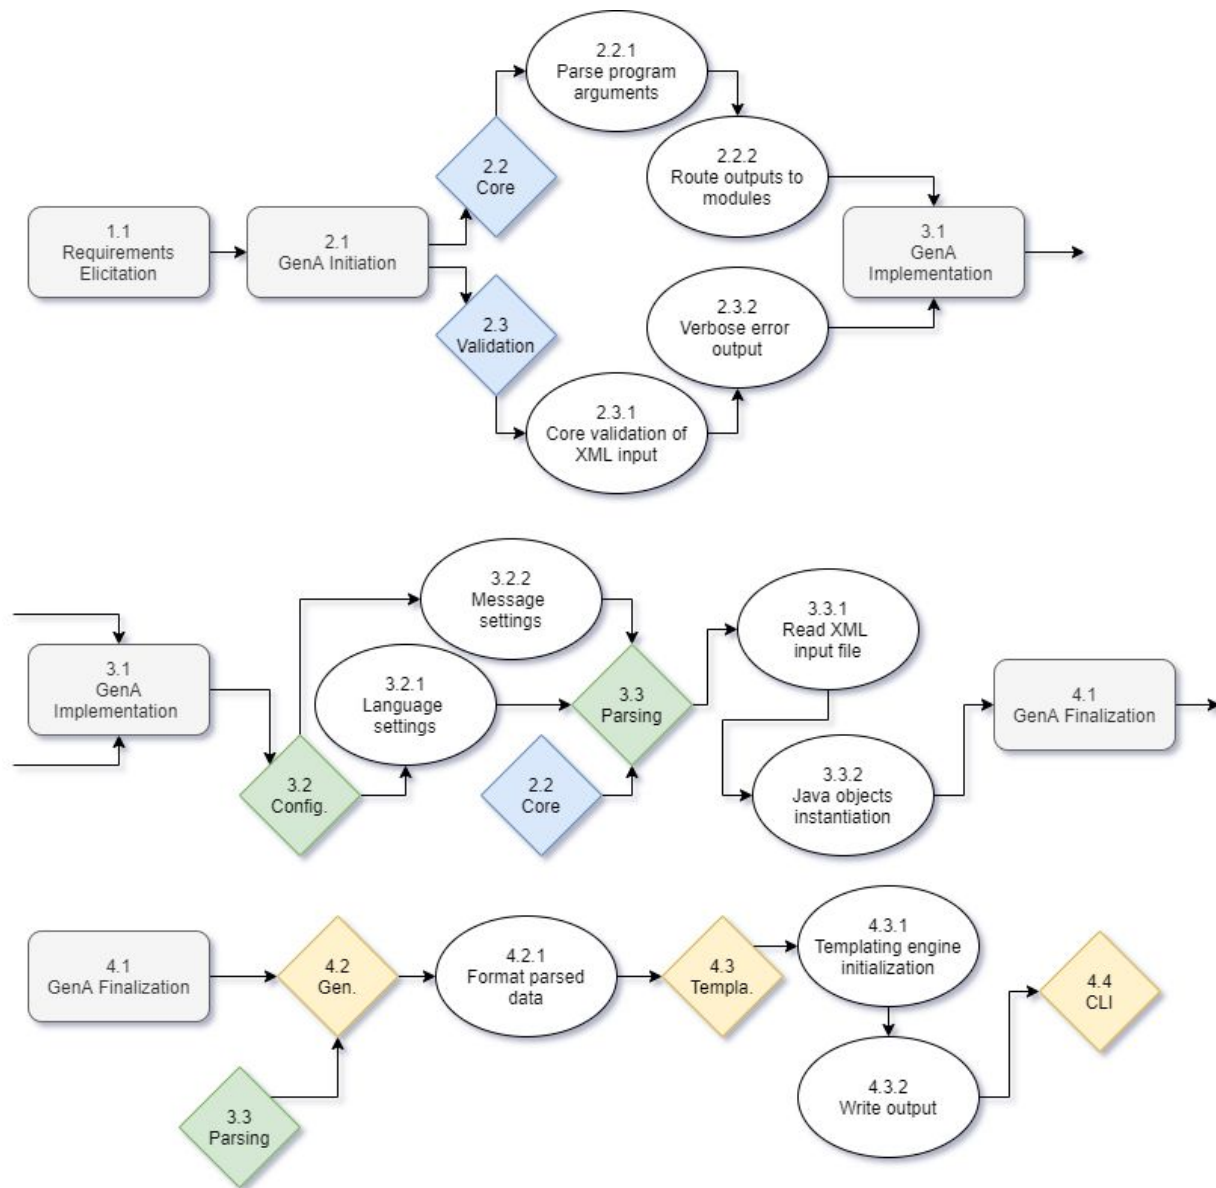 2.2.1
Parse program
arguments
2.2
Core
2.2.2
Route outputs to
modules
1.1
Requirements
Elicitation
2.1
GenA Initiation
3.1
GenA
Implementation
2.3
Validation
2.3.2
Verbose error
output
2.3.1
Core validation of
XML input
3.2.2
Message
settings
3.3.1
Read XML
input file
3.1
GenA
Implementation
3.2.1
Language
settings
3.3
Parsing
4.1
GenA Finalization
3.2
Config.
2.2
Core
3.3.2
Java objects
instantiation
4.1
GenA Finalization
4.2
Gen.
4.2.1
Format parsed
data
4.3
Templa.
4.3.1
Templating engine
initialization
4.4
CLI
3.3
Parsing
4.3.2
Write output